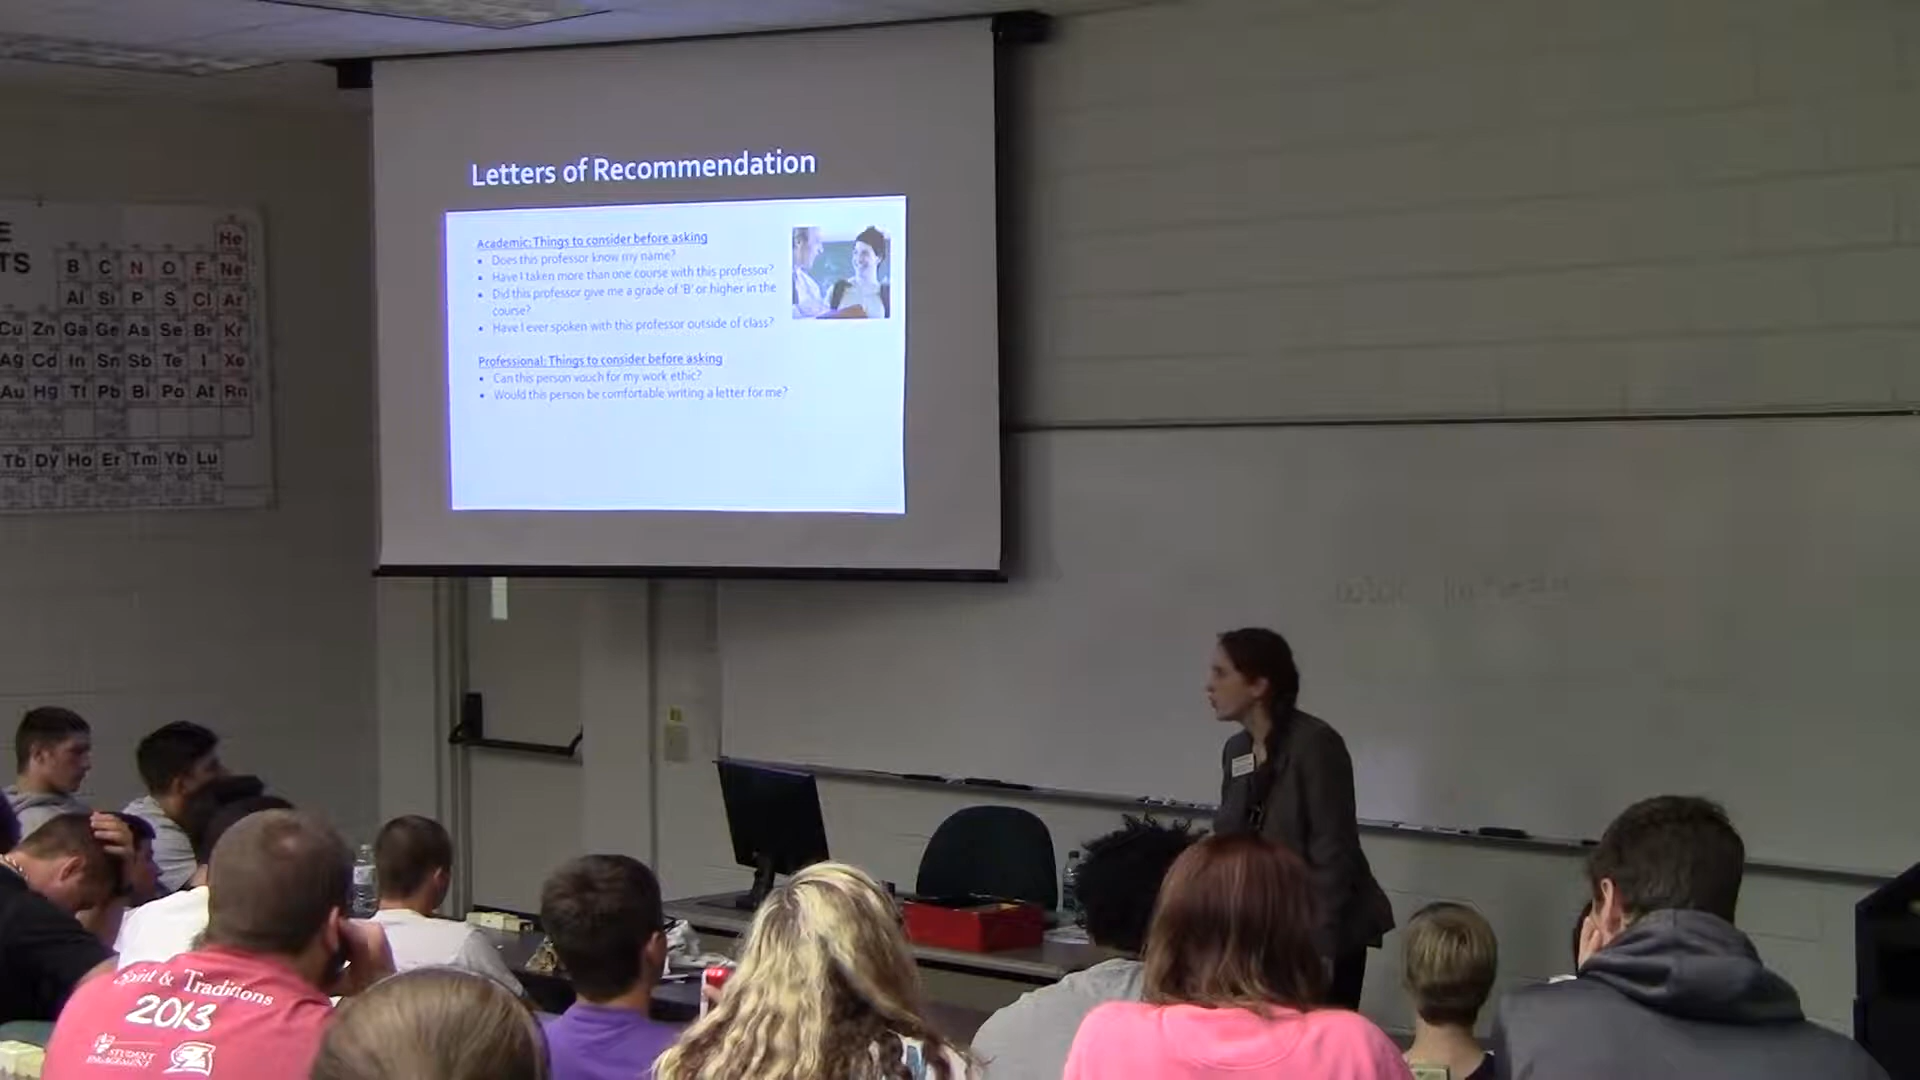 Letters of Recommendation
Academic: Things to consider before asking
• Does this professor know my name?
• Have I taken more than one course with this professor?
• Did this professor give me a grade of 'B' or higher in the
course?
• Have I ever spoken with this professor outside of class?
Professional: Things to consider before asking
• Can this person vouch for my work ethic?
• Would this person be comfortable writing a letter for me?
E
TS
He
B C N O F Ne
Al Si P S Cl Ar
Cu Zn Ga Ge As Se Br Kr
Ag Cd In Sn Sb Te I Xe
Au Hg Tl Pb Bi Po At Rn
Tb Dy Ho Er Tm Yb Lu
Spirit & Traditions
2013
STUDENT
ENGAGEMENT